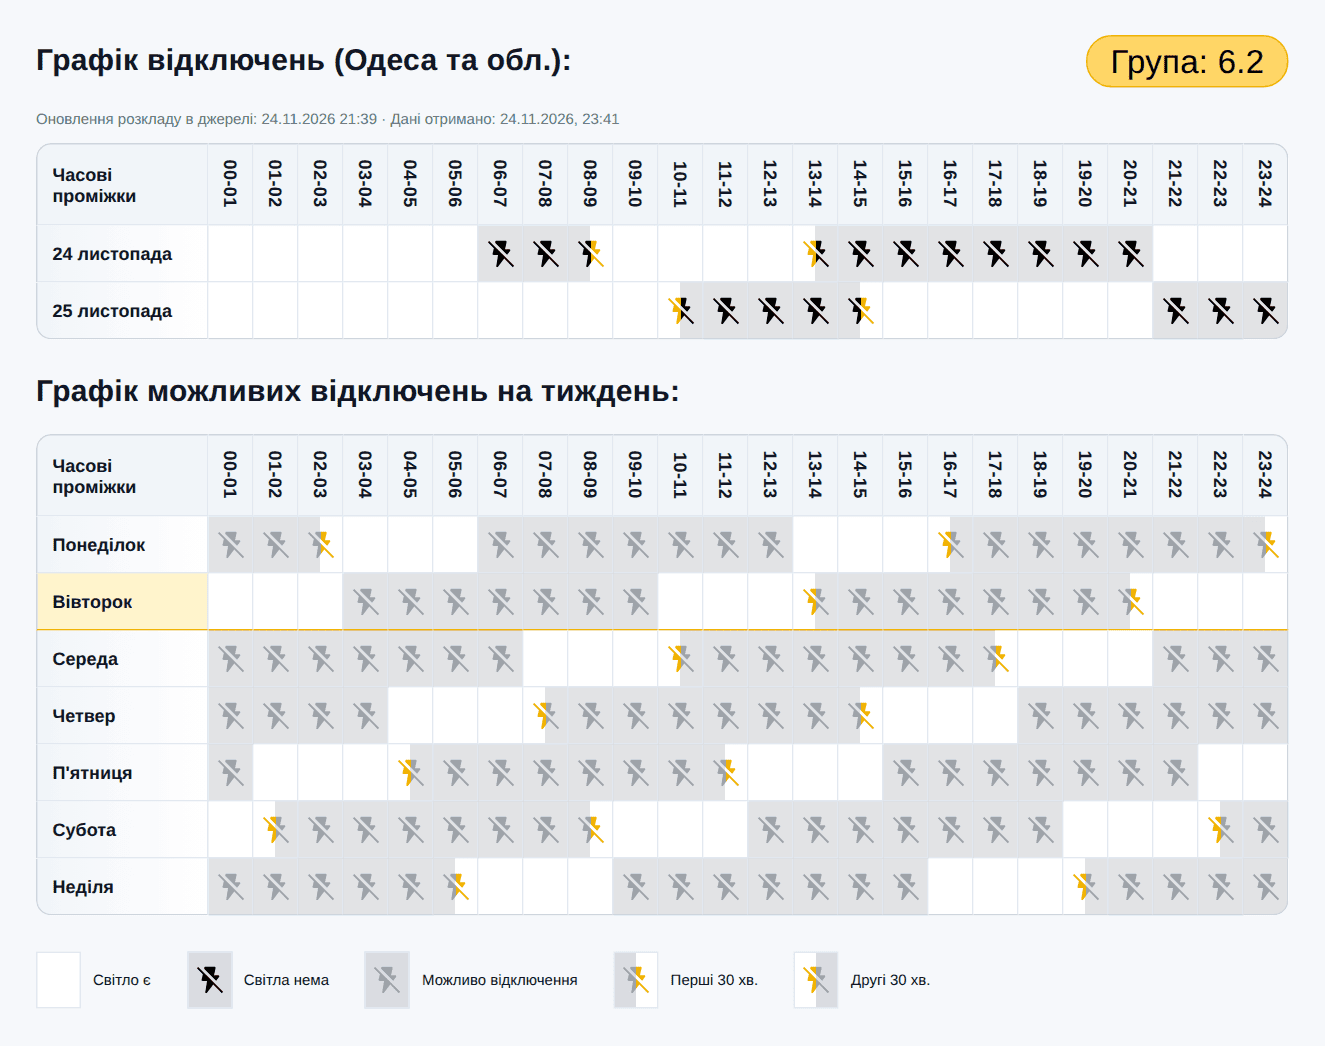 Графік відключень (Одеса та обл.):
Група: 6.2
Оновлення розкладу в джерелі: 24.11.2026 21:39 · Дані отримано: 24.11.2026, 23:41
Часові
проміжки
00-01 01-02 02-03 03-04 04-05 05-06 06-07 07-08 08-09 09-10 10-11 11-12 12-13 13-14 14-15 15-16 16-17 17-18 18-19 19-20 20-21 21-22 22-23 23-24
24 листопада
25 листопада
Графік можливих відключень на тиждень:
Часові
проміжки
00-01 01-02 02-03 03-04 04-05 05-06 06-07 07-08 08-09 09-10 10-11 11-12 12-13 13-14 14-15 15-16 16-17 17-18 18-19 19-20 20-21 21-22 22-23 23-24
Понеділок
Вівторок
Середа
Четвер
П'ятниця
Субота
Неділя
Світло є
Світла нема
Можливо відключення
Перші 30 хв.
Другі 30 хв.